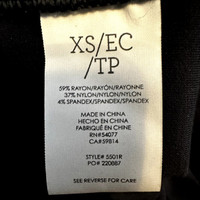 XS/EC
/TP
59% RAYON/RAYÓN/RAYONNE
37% NYLON/NYLON/NYLON
4% SPANDEX/SPANDEX/SPANDEX
MADE IN CHINA
HECHO EN CHINA
FABRIQUÉ EN CHINE
RN#54077
CA#59814
STYLE# 5501R
PO# 220687
SEE REVERSE FOR CARE